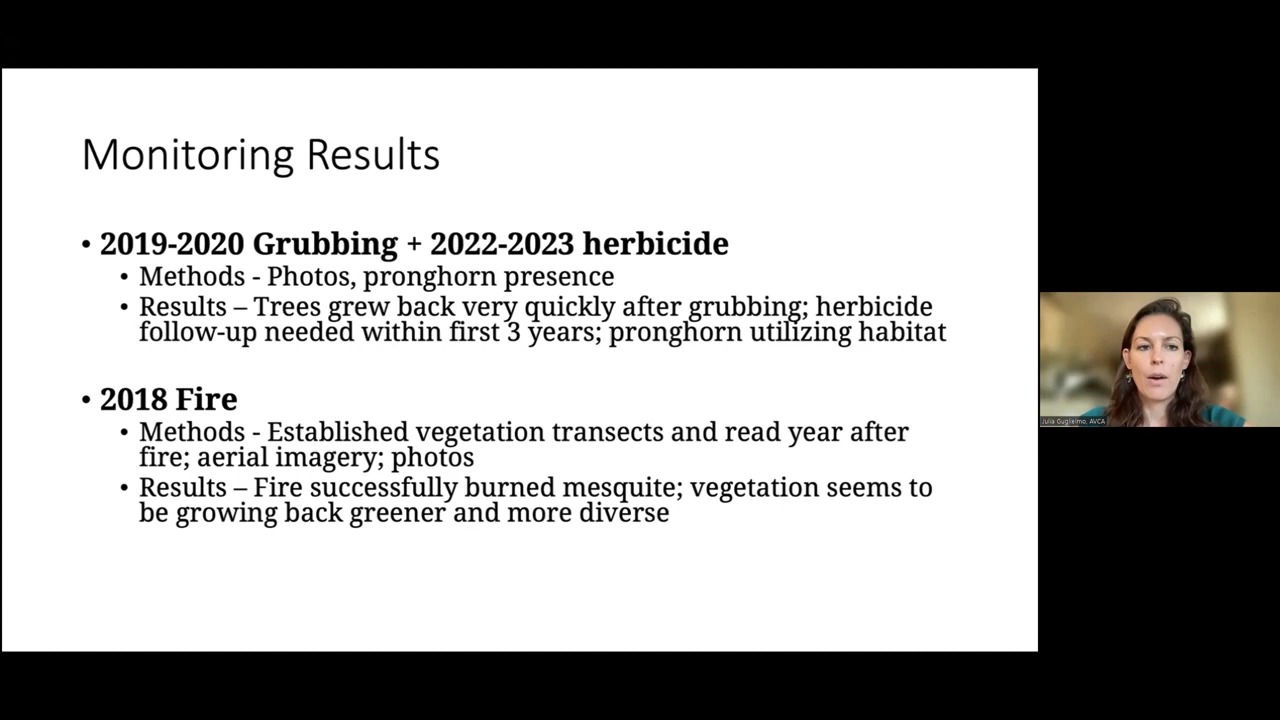 Monitoring Results
• 2019-2020 Grubbing + 2022-2023 herbicide
• Methods - Photos, pronghorn presence
• Results – Trees grew back very quickly after grubbing; herbicide
follow-up needed within first 3 years; pronghorn utilizing habitat
• 2018 Fire
• Methods - Established vegetation transects and read year after
fire; aerial imagery; photos
• Results – Fire successfully burned mesquite; vegetation seems to
be growing back greener and more diverse
Julia Guglielmo, AVCA